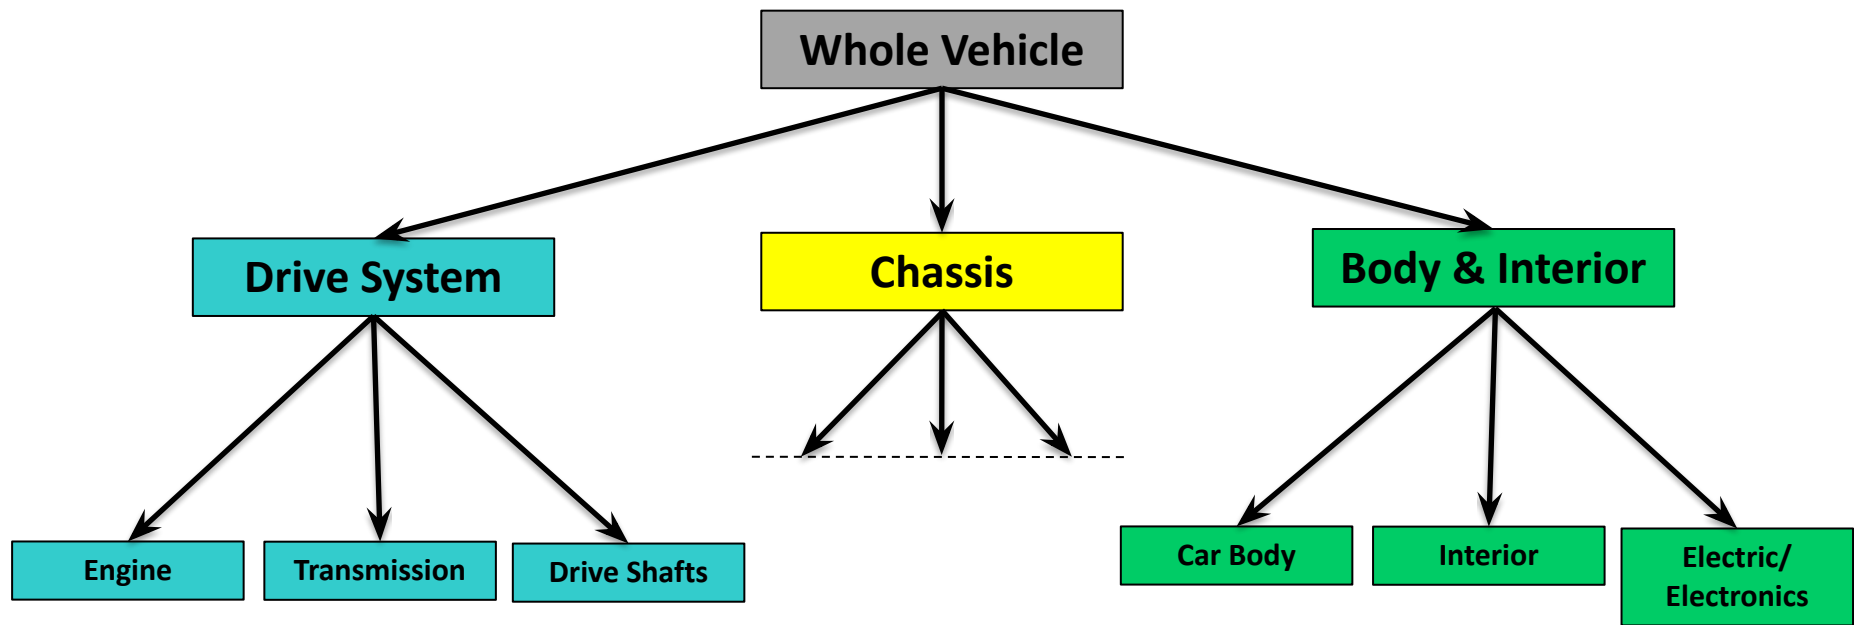 Whole Vehicle
Drive System
Chassis
Body & Interior
Engine
Transmission
Drive Shafts
Car Body
Interior
Electric/
Electronics